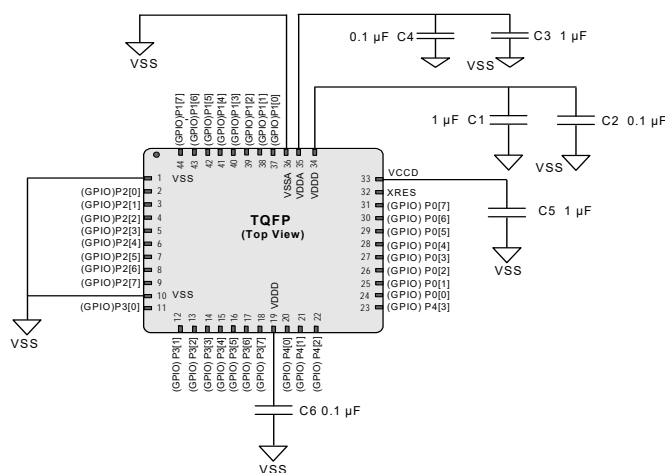 0.1 µF C4
C3 1 µF
VSS
VSS
1 µF C1
C2 0.1 µF
VSS
(GPIO)P1[7]
(GPIO)P1[6]
(GPIO)P1[5]
(GPIO)P1[4]
(GPIO)P1[3]
(GPIO)P1[2]
(GPIO)P1[1]
(GPIO)P1[0]
44
43
42
41
40
39
38
37
36
35
34
VSSA
VDDA
VDDD
TQFP
(Top View)
1 VSS
(GPIO)P2[0] 2
(GPIO)P2[1] 3
(GPIO)P2[2] 4
(GPIO)P2[3] 5
(GPIO)P2[4] 6
(GPIO)P2[5] 7
(GPIO)P2[6] 8
(GPIO)P2[7] 9
10 VSS
(GPIO)P3[0] 11
VSS
33 VCCD
32 XRES
31 (GPIO) P0[7]
30 (GPIO) P0[6]
29 (GPIO) P0[5]
28 (GPIO) P0[4]
27 (GPIO) P0[3]
26 (GPIO) P0[2]
25 (GPIO) P0[1]
24 (GPIO) P0[0]
23 (GPIO) P4[3]
C5 1 µF
VSS
12
13
14
15
16
17
18
19
20
21
22
VDDD
(GPIO) P3[1]
(GPIO) P3[2]
(GPIO) P3[3]
(GPIO) P3[4]
(GPIO) P3[5]
(GPIO) P3[6]
(GPIO) P3[7]
(GPIO) P4[0]
(GPIO) P4[1]
(GPIO) P4[2]
C6 0.1 µF
VSS